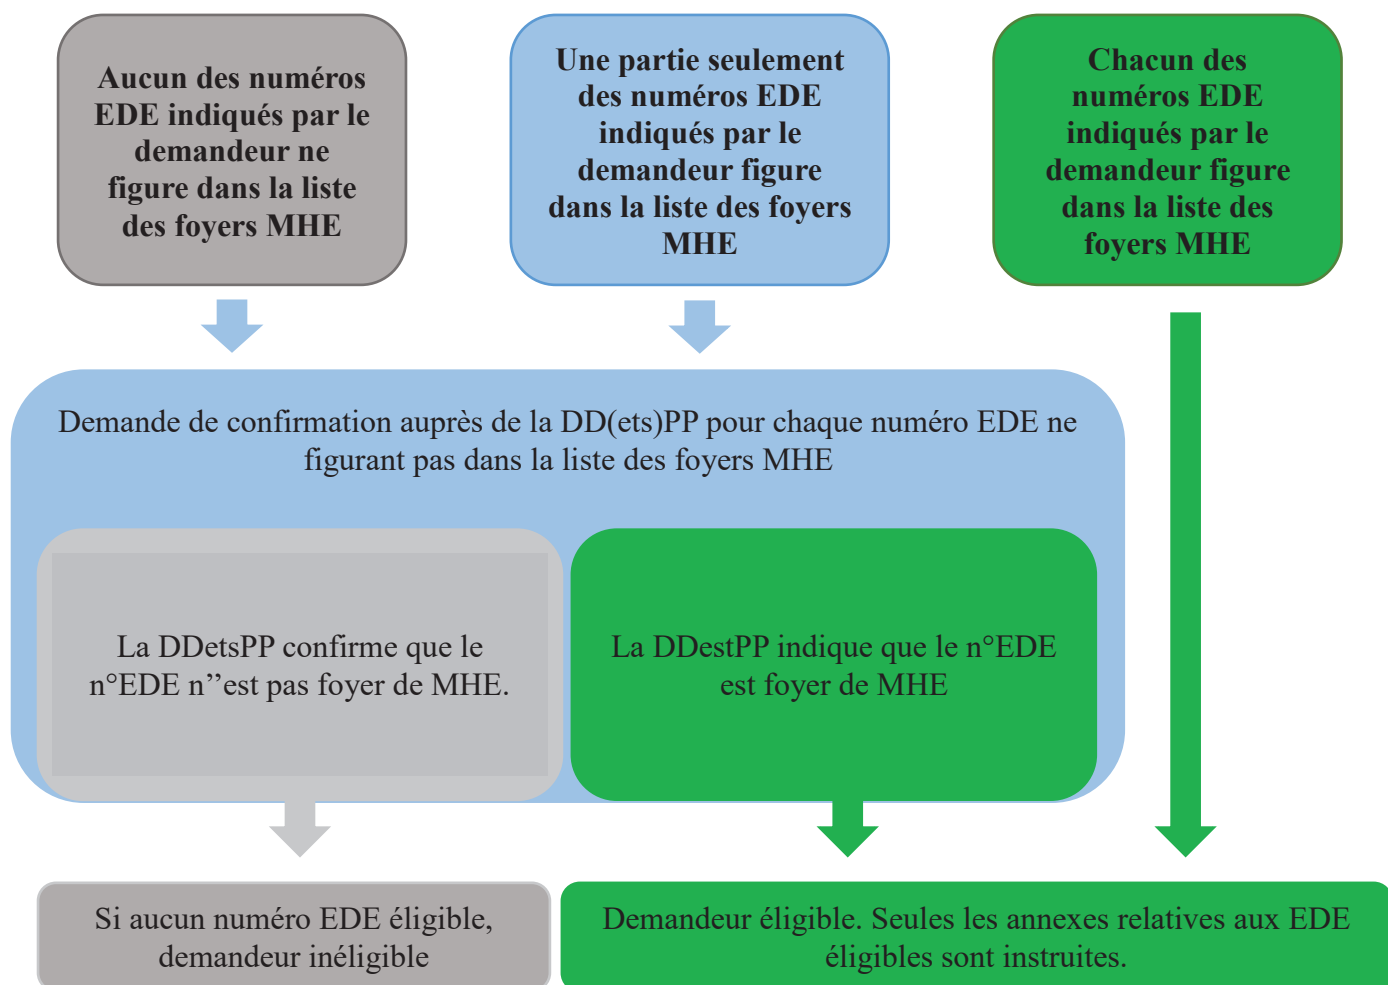 Aucun des numéros
EDE indiqués par le
demandeur ne
figure dans la liste
des foyers MHE
Une partie seulement
des numéros EDE
indiqués par le
demandeur figure
dans la liste des foyers
MHE
Chacun des
numéros EDE
indiqués par le
demandeur figure
dans la liste des
foyers MHE
Demande de confirmation auprès de la DD(ets)PP pour chaque numéro EDE ne
figurant pas dans la liste des foyers MHE
La DDetsPP confirme que le
n°EDE n’’est pas foyer de MHE.
La DDestPP indique que le n°EDE
est foyer de MHE
Si aucun numéro EDE éligible,
demandeur inéligible
Demandeur éligible. Seules les annexes relatives aux EDE
éligibles sont instruites.